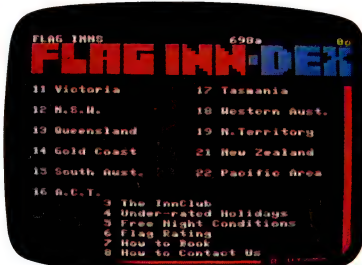 FLAG INNS 698a 0p
FLAG INN-DEX
11 Victoria 17 Tasmania
12 N.S.W. 18 Western Aust.
13 Queensland 19 N.Territory
14 Gold Coast 21 New Zealand
15 South Aust. 22 Pacific Area
16 A.C.T.
3 The InnClub
4 Under-rated Holidays
5 Free Night Conditions
6 Flag Rating
7 How to Book
8 How to Contact Us